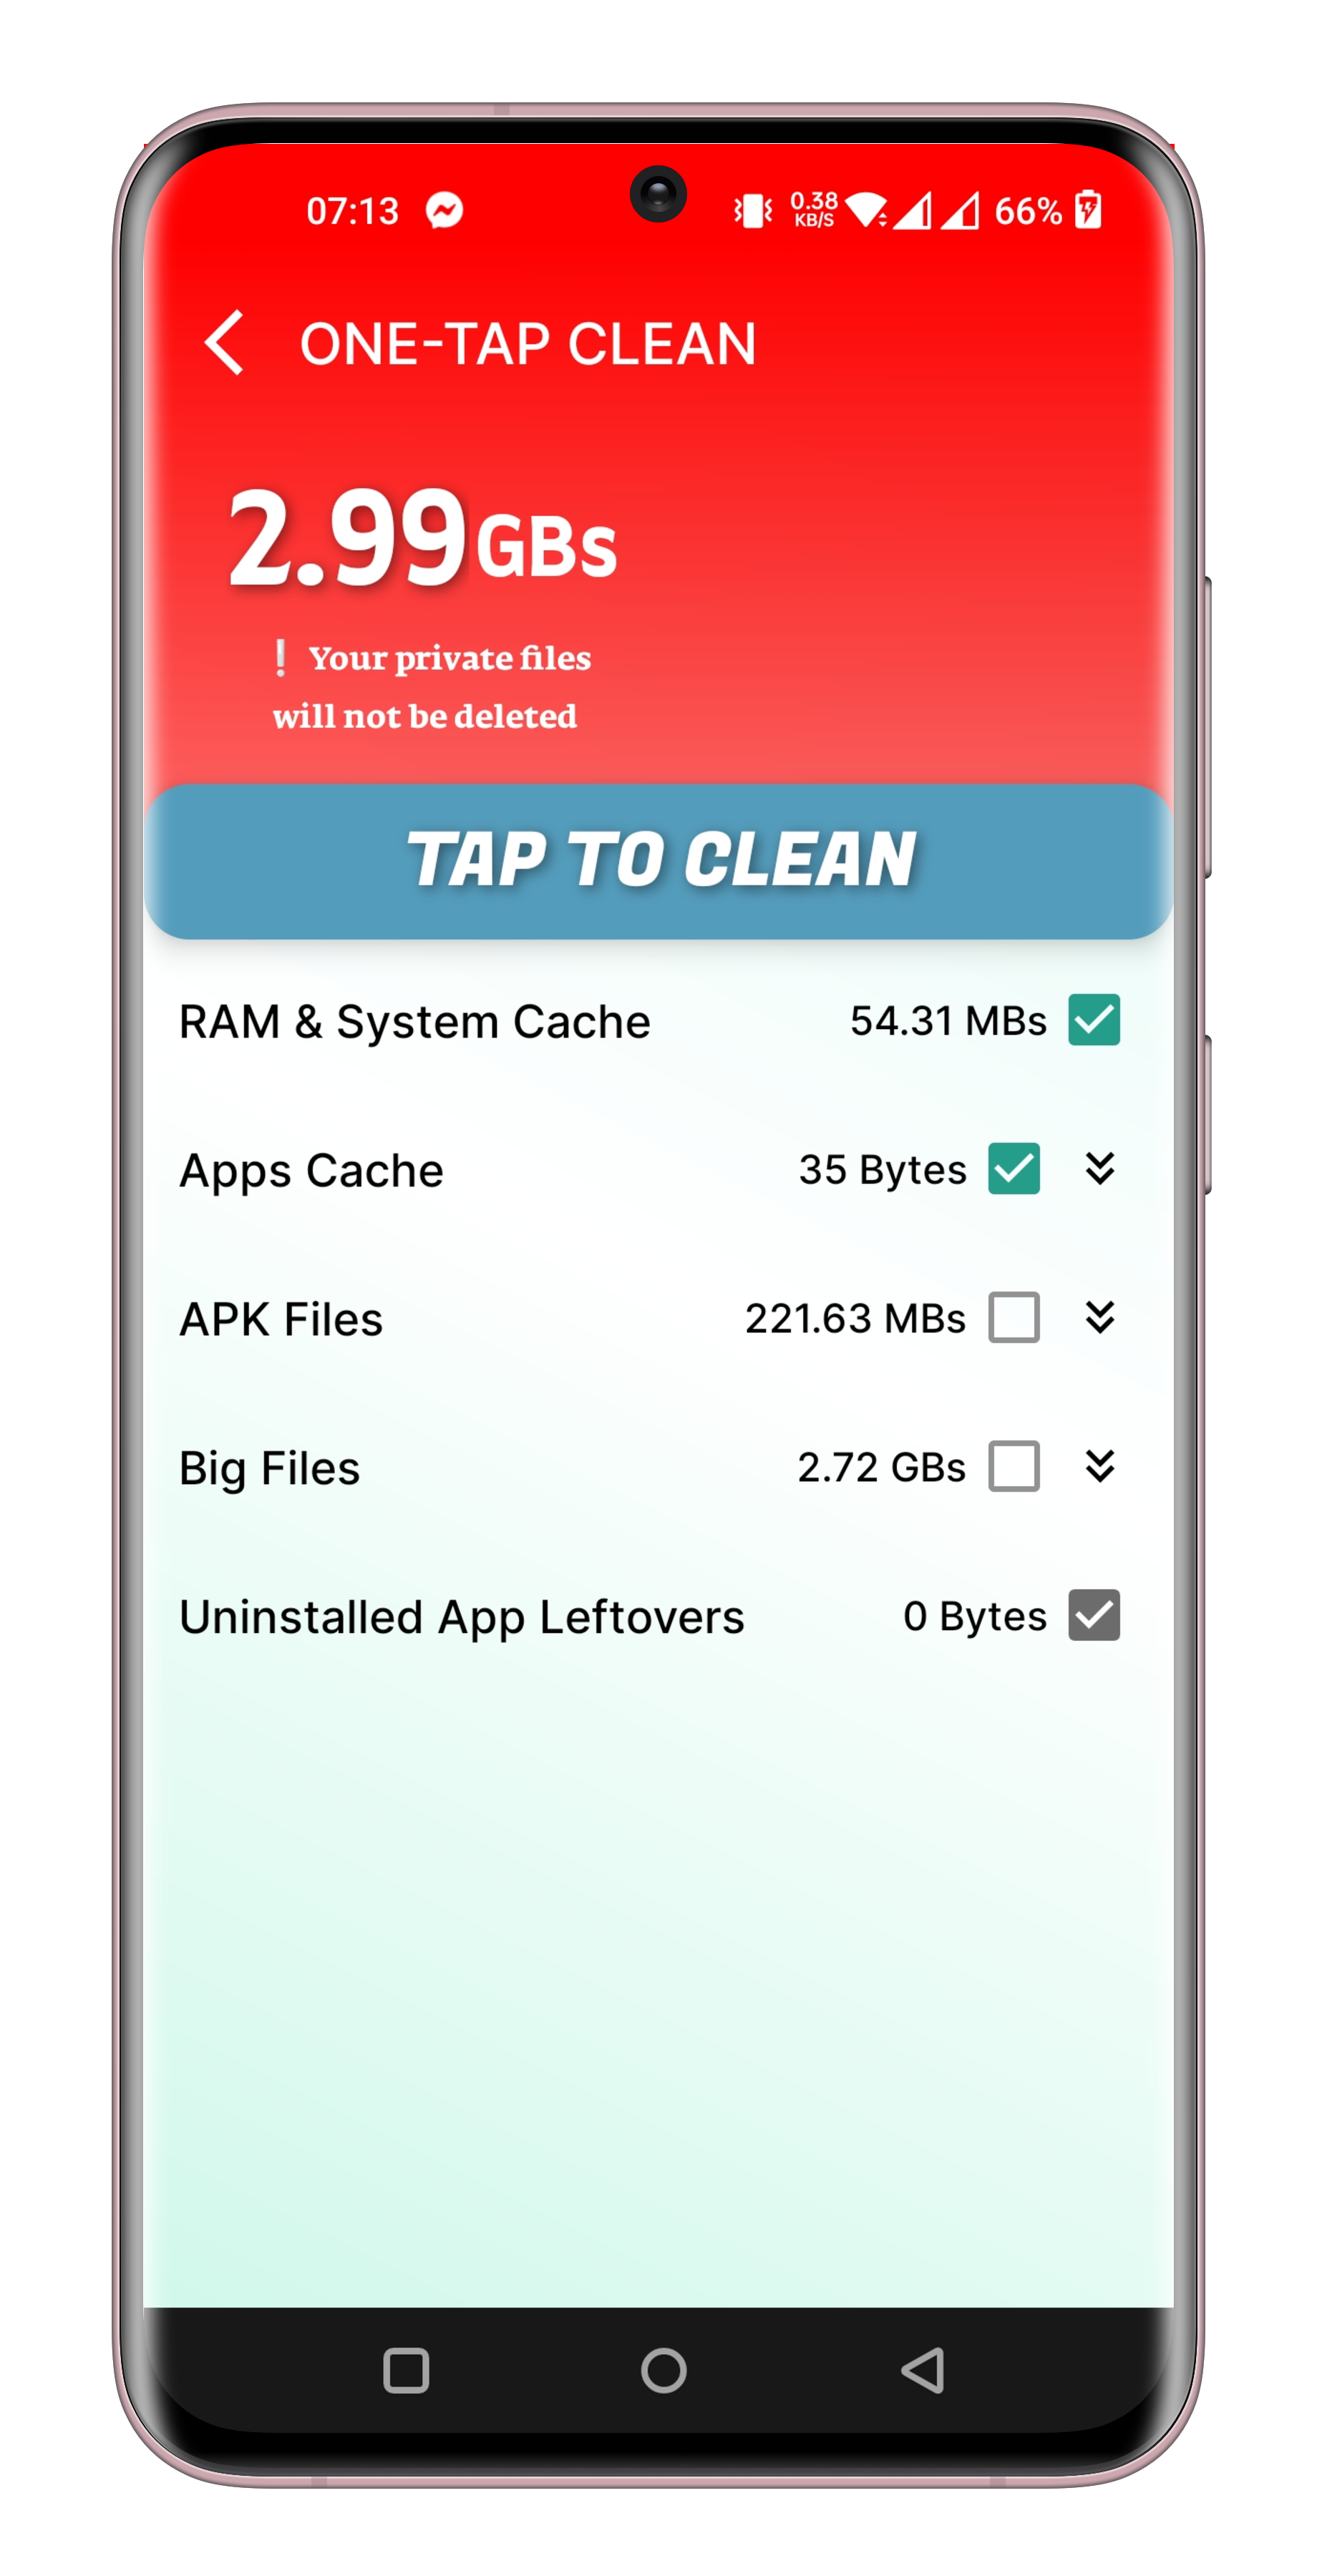 07:13 0.38 KB/S 66%
ONE-TAP CLEAN
2.99GBs
❕ Your private files
will not be deleted
TAP TO CLEAN
RAM & System Cache 54.31 MBs
Apps Cache 35 Bytes
APK Files 221.63 MBs
Big Files 2.72 GBs
Uninstalled App Leftovers 0 Bytes